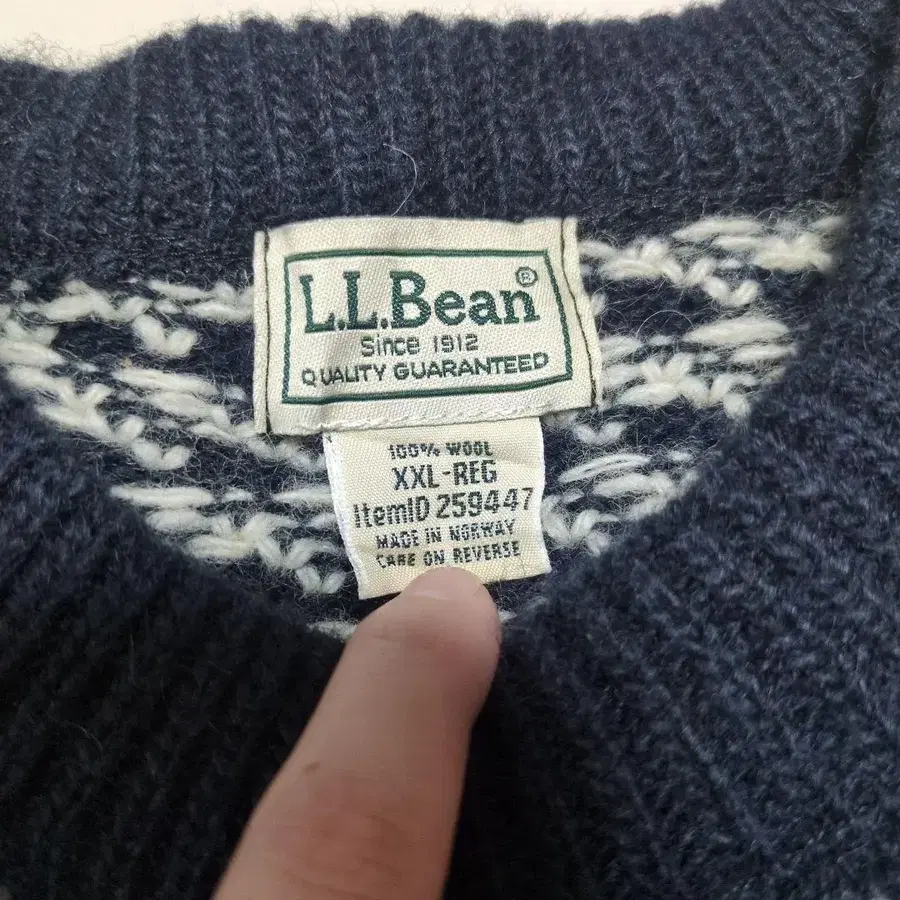 L.L.Bean®
Since 1912
QUALITY GUARANTEED
100% WOOL
XXL-REG
ItemID 259447
MADE IN NORWAY
CARE ON REVERSE